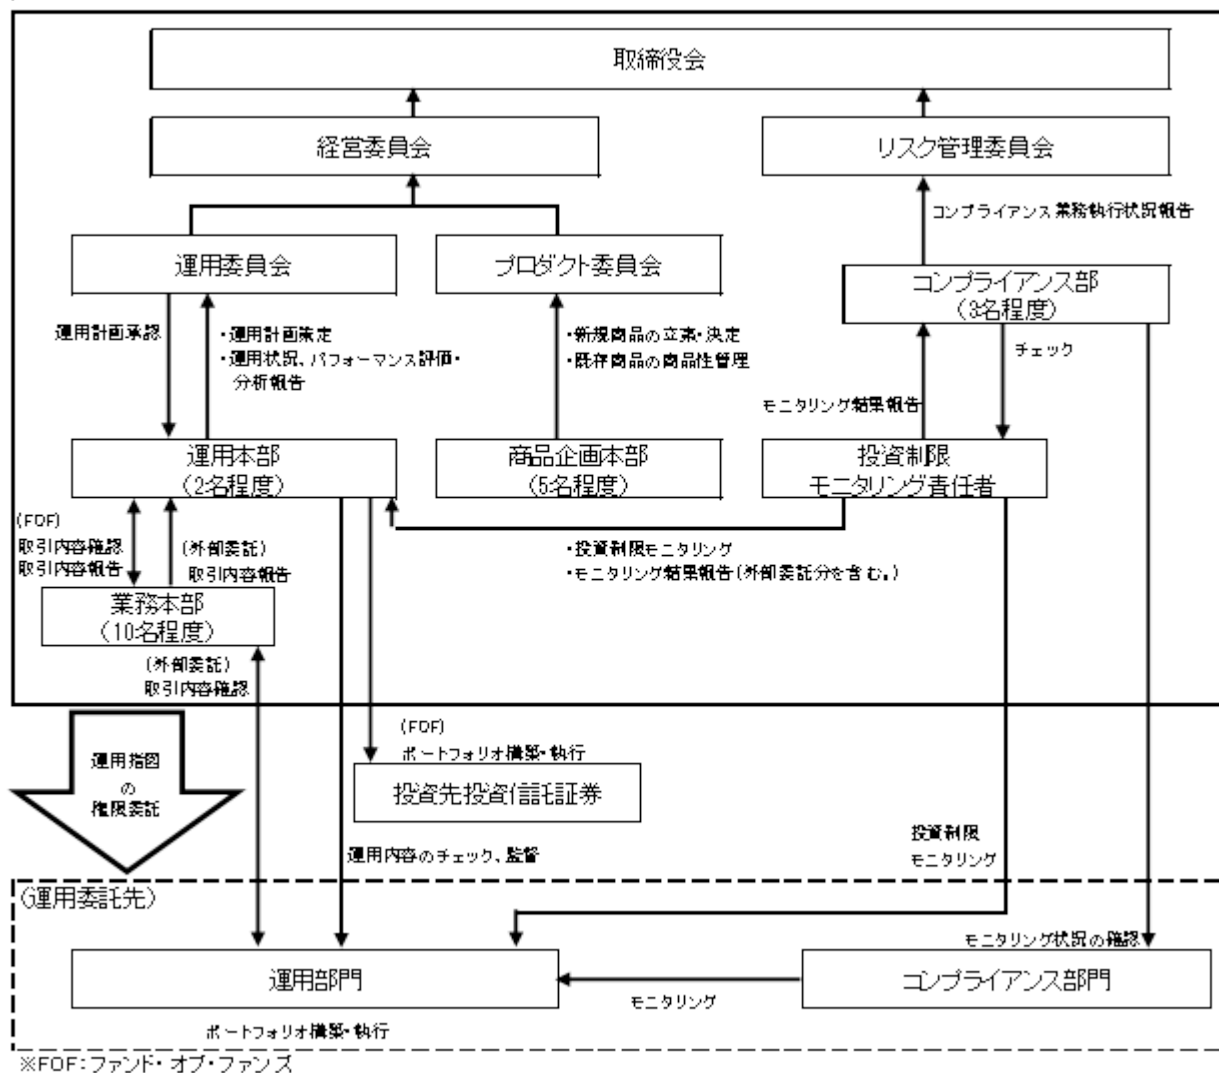 取締役会
経営委員会
リスク管理委員会
コンプライアンス業務執行状況報告
運用委員会
プロダクト委員会
コンプライアンス部
(3名程度)
運用計画承認
・運用計画策定
・運用状況、パフォーマンス評価・
分析報告
・新規商品の立案・決定
・既存商品の商品性管理
チェック
モニタリング結果報告
運用本部
(2名程度)
商品企画本部
(5名程度)
投資制限
モニタリング責任者
(FOF)
取引内容確認
取引内容報告
(外部委託)
取引内容報告
・投資制限モニタリング
・モニタリング結果報告(外部委託分を含む。)
業務本部
(10名程度)
(外部委託)
取引内容確認
運用指図
の
権限委託
(FOF)
ポートフォリオ構築・執行
投資先投資信託証券
運用内容のチェック、監督
投資制限
モニタリング
(運用委託先)
モニタリング状況の確認
運用部門
コンプライアンス部門
モニタリング
ポートフォリオ構築・執行
※FOF:ファンド・オブ・ファンズ